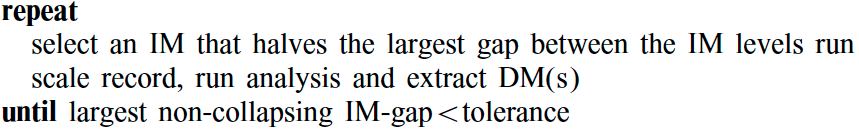 repeat
select an IM that halves the largest gap between the IM levels run
scale record, run analysis and extract DM(s)
until largest non-collapsing IM-gap<tolerance